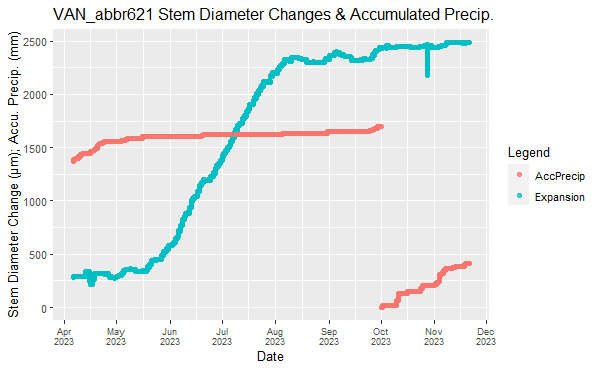 VAN_abbr621 Stem Diameter Changes & Accumulated Precip.
Stem Diameter Change (µm); Accu. Precip. (mm)
2500
2000
1500
1000
500
0
Apr 2023
May 2023
Jun 2023
Jul 2023
Aug 2023
Sep 2023
Oct 2023
Nov 2023
Dec 2023
Date
Legend
AccPrecip
Expansion